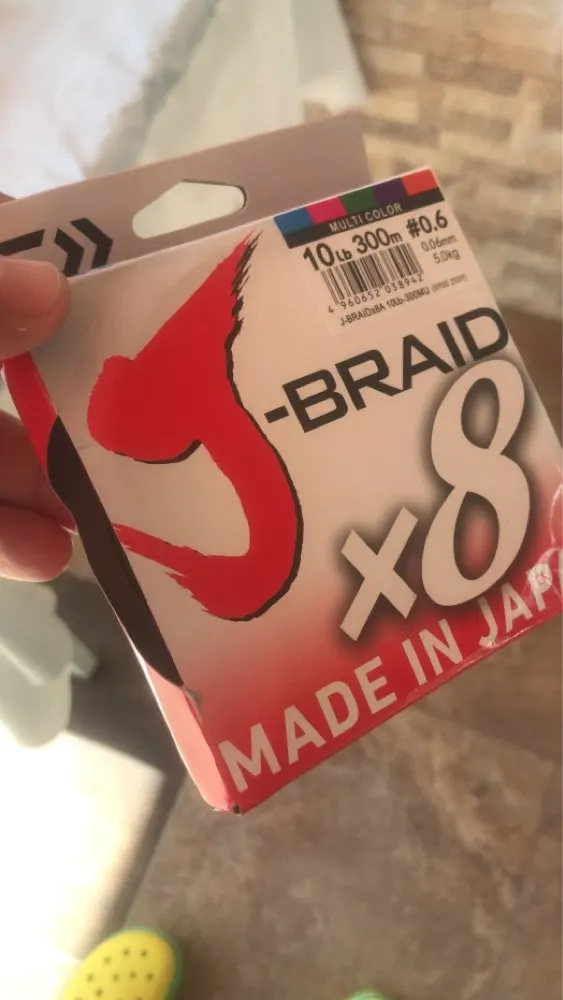 MULTI COLOR
10Lb 300m #0.6
0.06mm
5.0kg
4 960652 038942
J-BRAIDx8A 10Lb-300MU
J-BRAID
x8
MADE IN JAP